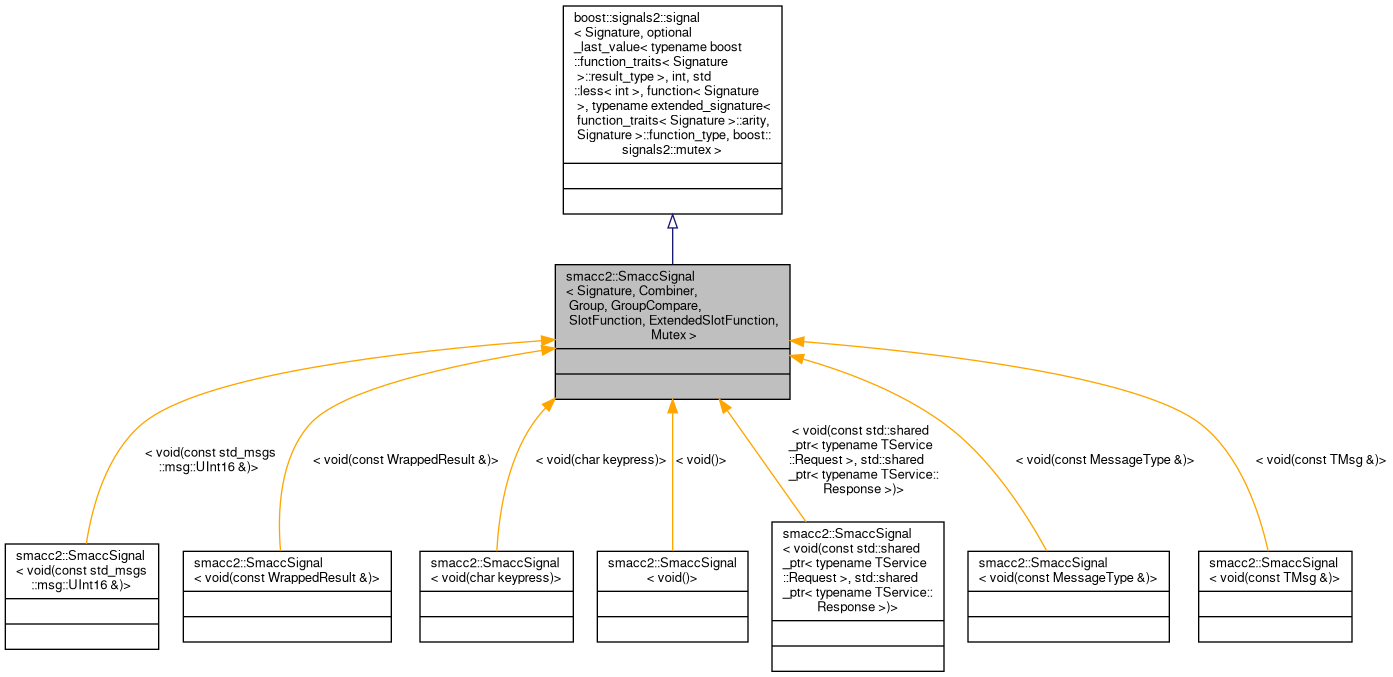 boost::signals2::signal
< Signature, optional
_last_value< typename boost
::function_traits< Signature
>::result_type >, int, std
::less< int >, function< Signature
>, typename extended_signature<
function_traits< Signature >::arity,
Signature >::function_type, boost::
signals2::mutex >
smacc2::SmaccSignal
< Signature, Combiner,
Group, GroupCompare,
SlotFunction, ExtendedSlotFunction,
Mutex >
< void(const std_msgs
::msg::UInt16 &)>
< void(const WrappedResult &)>
< void(char keypress)>
< void()>
< void(const std::shared
_ptr< typename TService
::Request >, std::shared
_ptr< typename TService::
Response >)>
< void(const MessageType &)>
< void(const TMsg &)>
smacc2::SmaccSignal
< void(const std_msgs
::msg::UInt16 &)>
smacc2::SmaccSignal
< void(const WrappedResult &)>
smacc2::SmaccSignal
< void(char keypress)>
smacc2::SmaccSignal
< void()>
smacc2::SmaccSignal
< void(const std::shared
_ptr< typename TService
::Request >, std::shared
_ptr< typename TService::
Response >)>
smacc2::SmaccSignal
< void(const MessageType &)>
smacc2::SmaccSignal
< void(const TMsg &)>